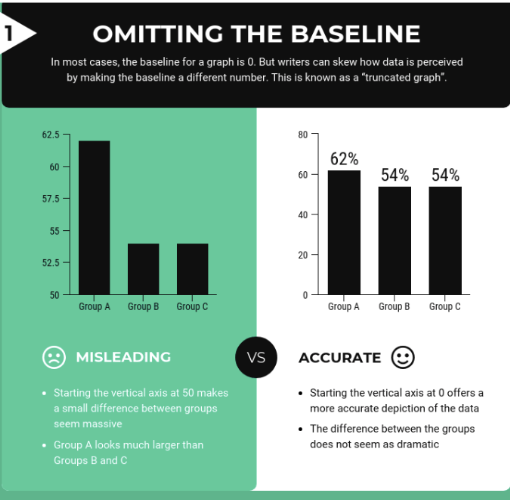 1
OMITTING THE BASELINE
In most cases, the baseline for a graph is 0. But writers can skew how data is perceived
by making the baseline a different number. This is known as a “truncated graph”.
62.5
60
57.5
55
52.5
50
Group A Group B Group C
80
60
40
20
0
62%
54%
54%
Group A Group B Group C
MISLEADING
VS
ACCURATE
• Starting the vertical axis at 50 makes
a small difference between groups
seem massive
• Group A looks much larger than
Groups B and C
• Starting the vertical axis at 0 offers a
more accurate depiction of the data
• The difference between the groups
does not seem as dramatic